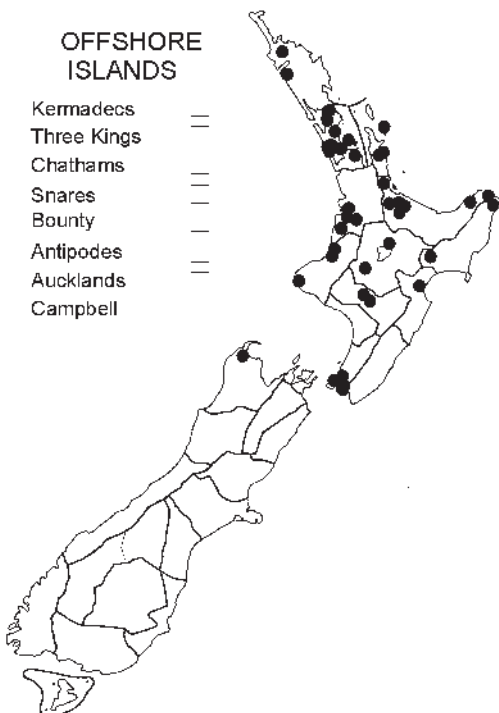 OFFSHORE
ISLANDS
Kermadecs
Three Kings
Chathams
Snares
Bounty
Antipodes
Aucklands
Campbell